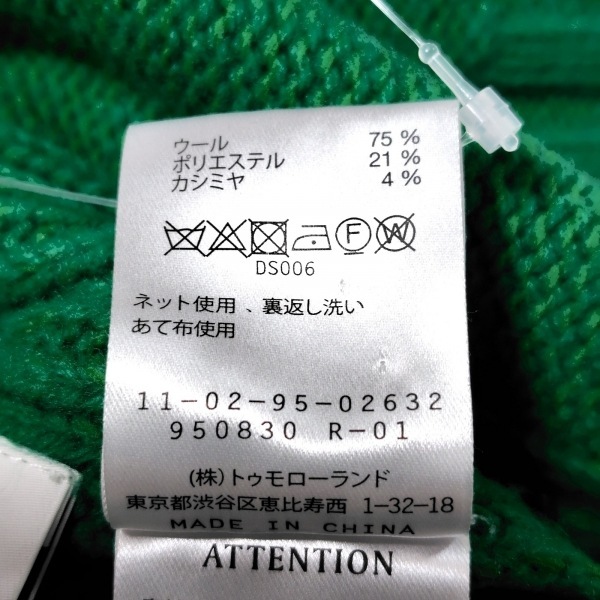 ウール 75 %
ポリエステル 21 %
カシミヤ 4 %
F W
DS006
ネット使用 、裏返し洗い
あて布使用
11-02-95-02632
950830 R-01
(株)トゥモローランド
東京都渋谷区恵比寿西 1-32-18
MADE IN CHINA
ATTENTION